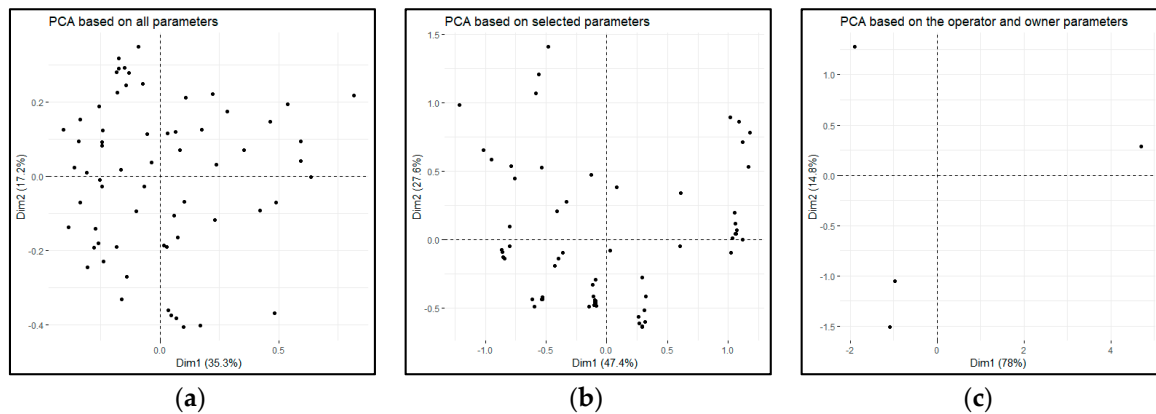 PCA based on all parameters
0.2
0.0
-0.2
-0.4
Dim2 (17.2%)
0.0
0.5
Dim1 (35.3%)
(a)
PCA based on selected parameters
1.5
1.0
0.5
0.0
-0.5
Dim2 (27.6%)
-1.0
-0.5
0.0
0.5
1.0
Dim1 (47.4%)
(b)
PCA based on the operator and owner parameters
1.0
0.5
0.0
-0.5
-1.0
-1.5
Dim2 (14.8%)
-2
0
2
4
Dim1 (78%)
(c)